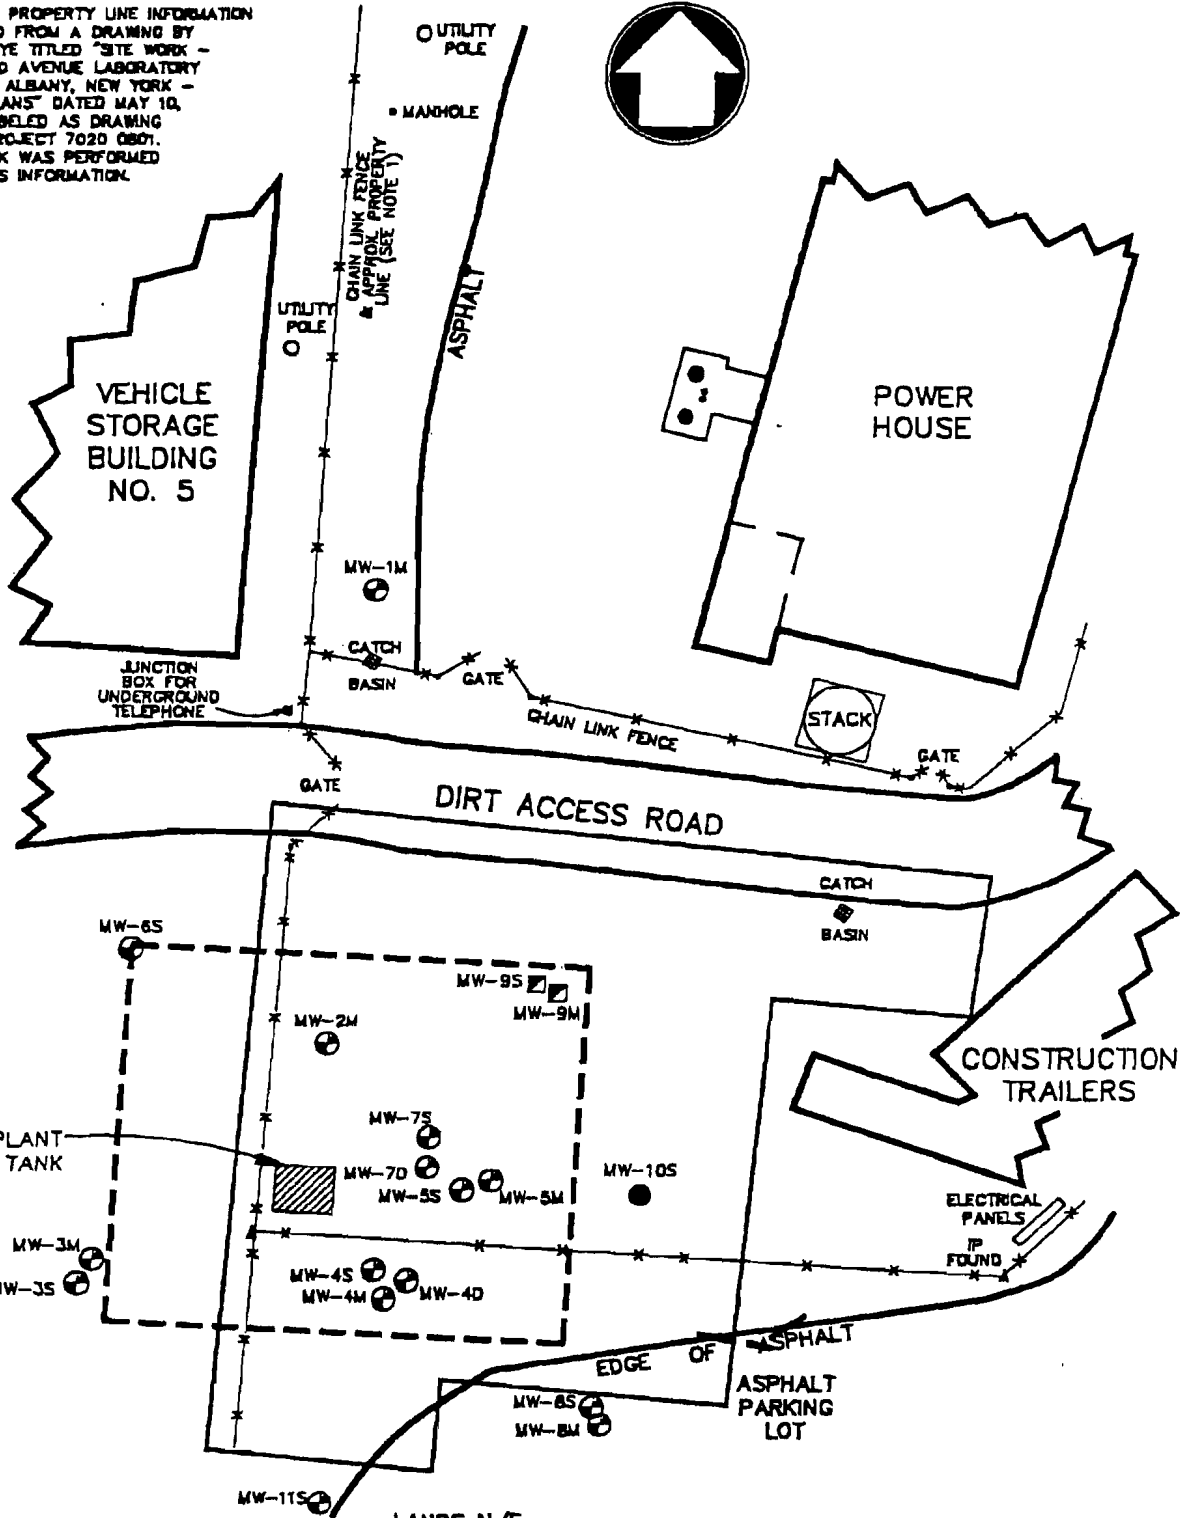 PROPERTY LINE INFORMATION
FROM A DRAWING BY
TITLED "SITE WORK -
AVENUE LABORATORY
ALBANY, NEW YORK -
DATED MAY 10,
AS DRAWING
7020 0801.
WAS PERFORMED
INFORMATION.
UTILITY
POLE
MANHOLE
CHAIN LINK FENCE
& APPROX. PROPERTY
LINE (SEE NOTE 1)
ASPHALT
UTILITY
POLE
VEHICLE
STORAGE
BUILDING
NO. 5
POWER
HOUSE
MW-1M
CATCH
BASIN
GATE
JUNCTION
BOX FOR
UNDERGROUND
TELEPHONE
CHAIN LINK FENCE
STACK
GATE
GATE
DIRT ACCESS ROAD
CATCH
BASIN
MW-6S
MW-9S
MW-9M
MW-2M
CONSTRUCTION
TRAILERS
MW-7S
PLANT
TANK
MW-7D
MW-5S
MW-5M
MW-10S
ELECTRICAL
PANELS
IP
FOUND
MW-3M
MW-3S
MW-4S
MW-4M
MW-4D
EDGE OF ASPHALT
ASPHALT
PARKING
LOT
MW-8S
MW-8M
MW-11S
LANDS N/F